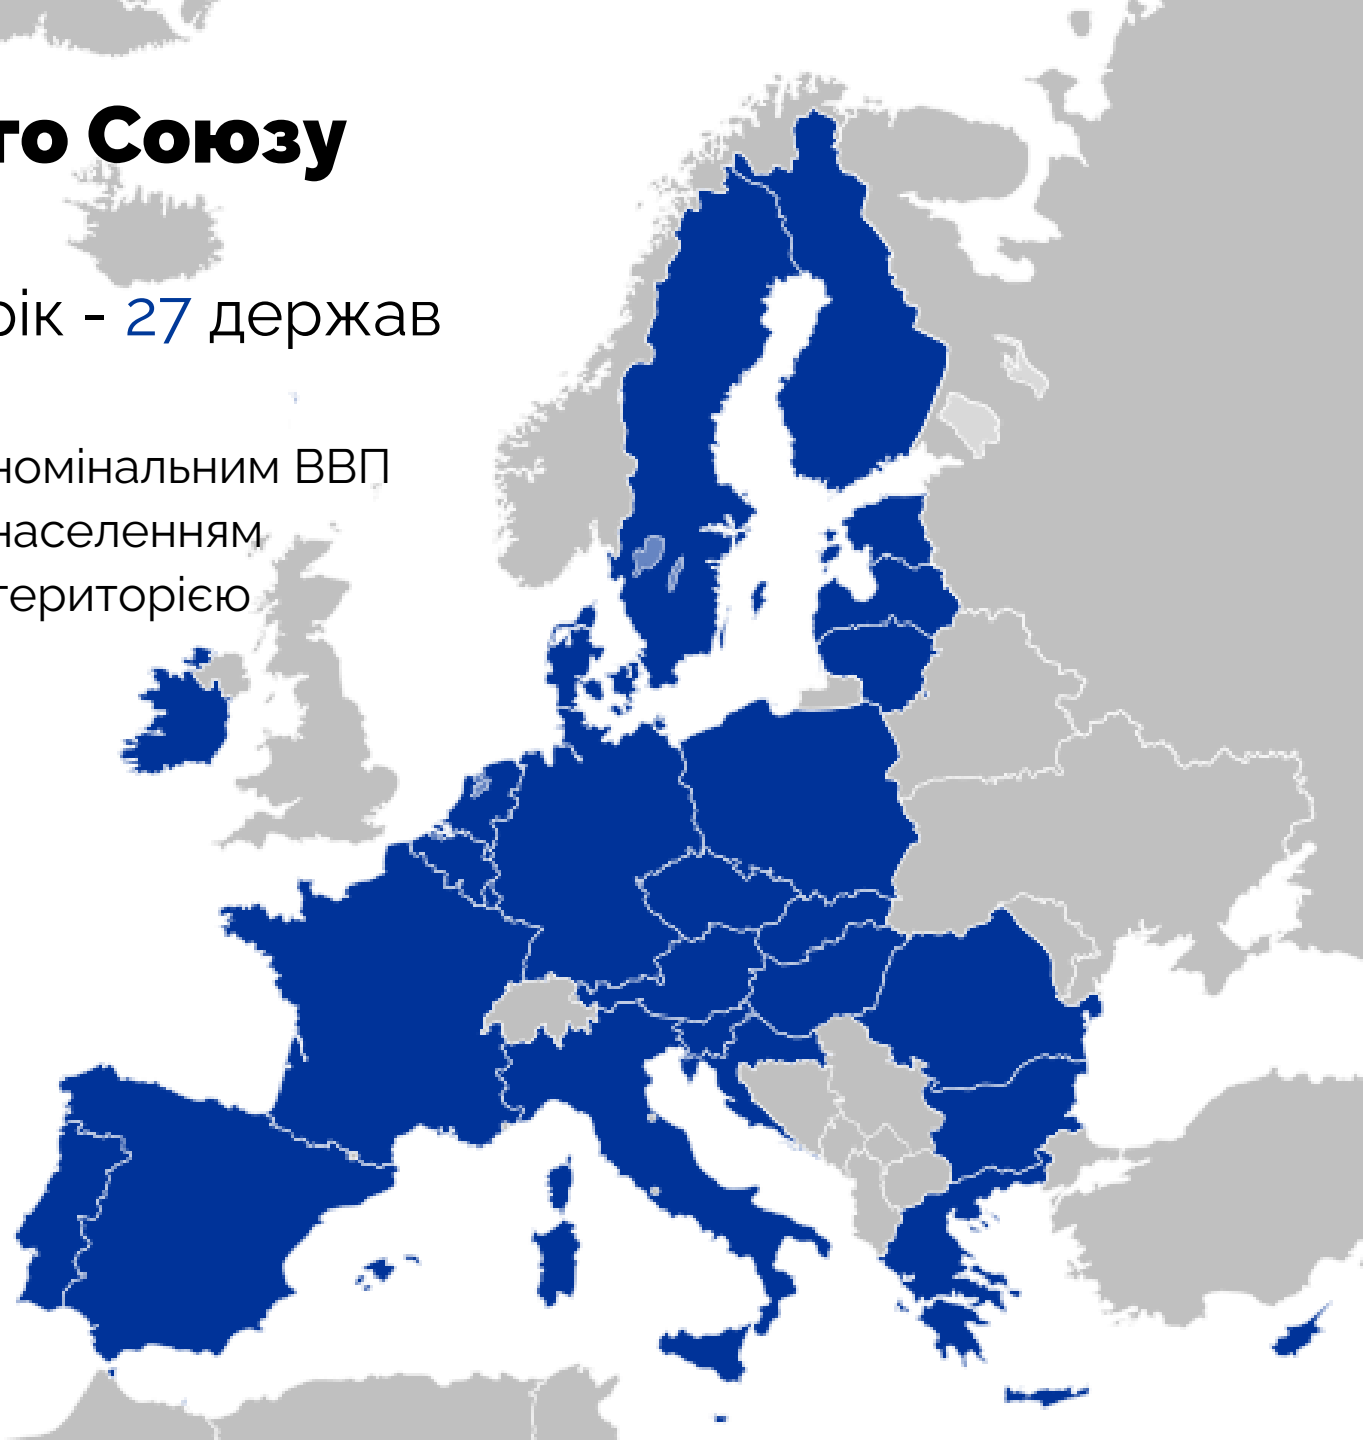 го Союзу
рік - 27 держав
номінальним ВВП
населенням
територією